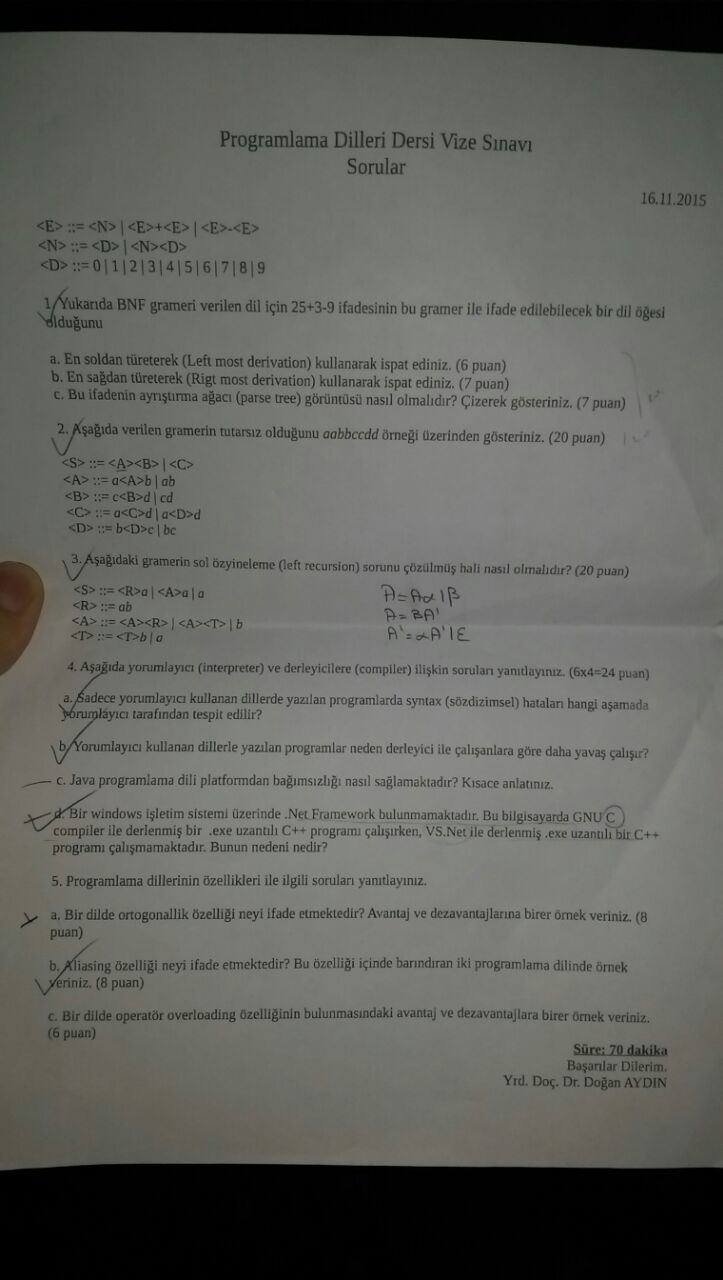 Programlama Dilleri Dersi Vize Sınavı
Sorular
16.11.2015
<E> ::= <N> | <E>+<E> | <E>-<E>
<N> ::= <D> | <N><D>
<D> ::= 0 | 1 | 2 | 3 | 4 | 5 | 6 | 7 | 8 | 9
1. Yukarıda BNF grameri verilen dil için 25+3-9 ifadesinin bu gramer ile ifade edilebilecek bir dil öğesi
olduğunu
a. En soldan türeterek (Left most derivation) kullanarak ispat ediniz. (6 puan)
b. En sağdan türeterek (Rigt most derivation) kullanarak ispat ediniz. (7 puan)
c. Bu ifadenin ayrıştırma ağacı (parse tree) görüntüsü nasıl olmalıdır? Çizerek gösteriniz. (7 puan)
2. Aşağıda verilen gramerin tutarsız olduğunu aabbccdd örneği üzerinden gösteriniz. (20 puan)
<S> ::= <A><B> | <C>
<A> ::= a<A>b | ab
<B> ::= c<B>d | cd
<C> ::= a<C>d | a<D>d
<D> ::= b<D>c | bc
3. Aşağıdaki gramerin sol özyineleme (left recursion) sorunu çözülmüş hali nasıl olmalıdır? (20 puan)
<S> ::= <R>a | <A>a | a
<R> ::= ab
<A> ::= <A><R> | <A><T> | b
<T> ::= <T>b | a
A=Aα|β
A=BA'
A'=αA'|ε
4. Aşağıda yorumlayıcı (interpreter) ve derleyicilere (compiler) ilişkin soruları yanıtlayınız. (6x4=24 puan)
a. Sadece yorumlayıcı kullanan dillerde yazılan programlarda syntax (sözdizimsel) hataları hangi aşamada
yorumlayıcı tarafından tespit edilir?
b. Yorumlayıcı kullanan dillerle yazılan programlar neden derleyici ile çalışanlara göre daha yavaş çalışır?
c. Java programlama dili platformdan bağımsızlığı nasıl sağlamaktadır? Kısace anlatınız.
d. Bir windows işletim sistemi üzerinde .Net Framework bulunmamaktadır. Bu bilgisayarda GNU C
compiler ile derlenmiş bir .exe uzantılı C++ programı çalışırken, VS.Net ile derlenmiş .exe uzantılı bir C++
programı çalışmamaktadır. Bunun nedeni nedir?
5. Programlama dillerinin özellikleri ile ilgili soruları yanıtlayınız.
a. Bir dilde ortogonallik özelliği neyi ifade etmektedir? Avantaj ve dezavantajlarına birer örnek veriniz. (8
puan)
b. Aliasing özelliği neyi ifade etmektedir? Bu özelliği içinde barındıran iki programlama dilinde örnek
veriniz. (8 puan)
c. Bir dilde operatör overloading özelliğinin bulunmasındaki avantaj ve dezavantajlara birer örnek veriniz.
(6 puan)
Süre: 70 dakika
Başarılar Dilerim.
Yrd. Doç. Dr. Doğan AYDIN